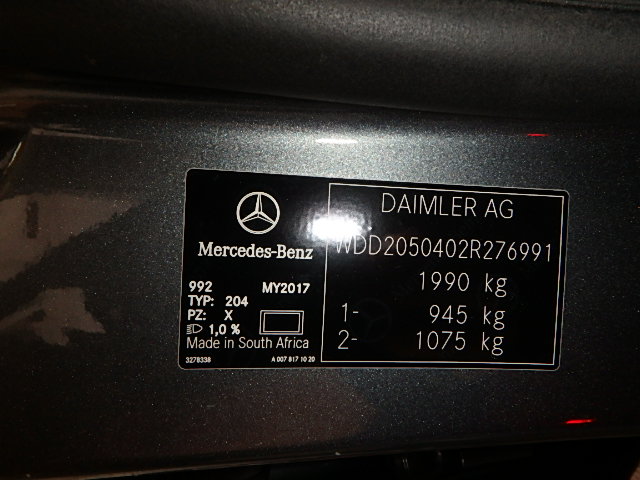 Mercedes-Benz
992 MY2017
TYP: 204
PZ: X
1,0 %
Made in South Africa
3278338 A 007 817 10 20
DAIMLER AG
WDD2050402R276991
1990 kg
1- 945 kg
2- 1075 kg